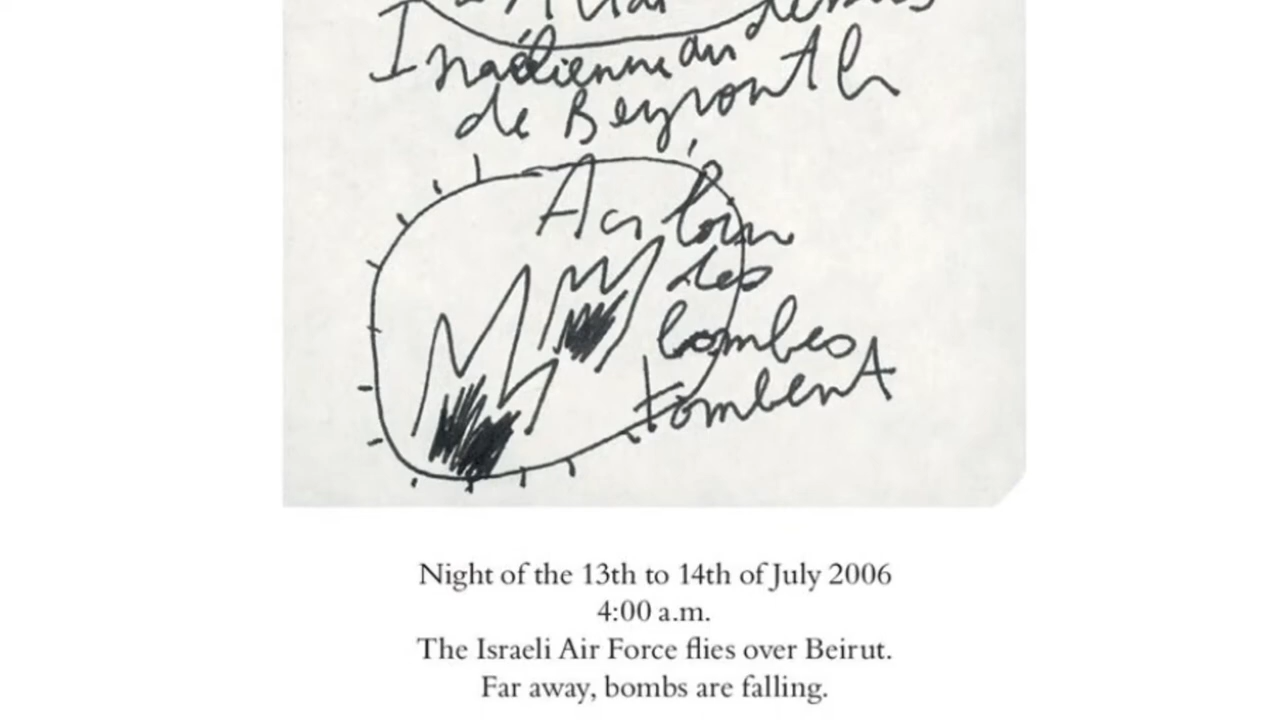 Israélienne au
de Beyrouth
Au loin
des
bombes
tombent
Night of the 13th to 14th of July 2006
4:00 a.m.
The Israeli Air Force flies over Beirut.
Far away, bombs are falling.